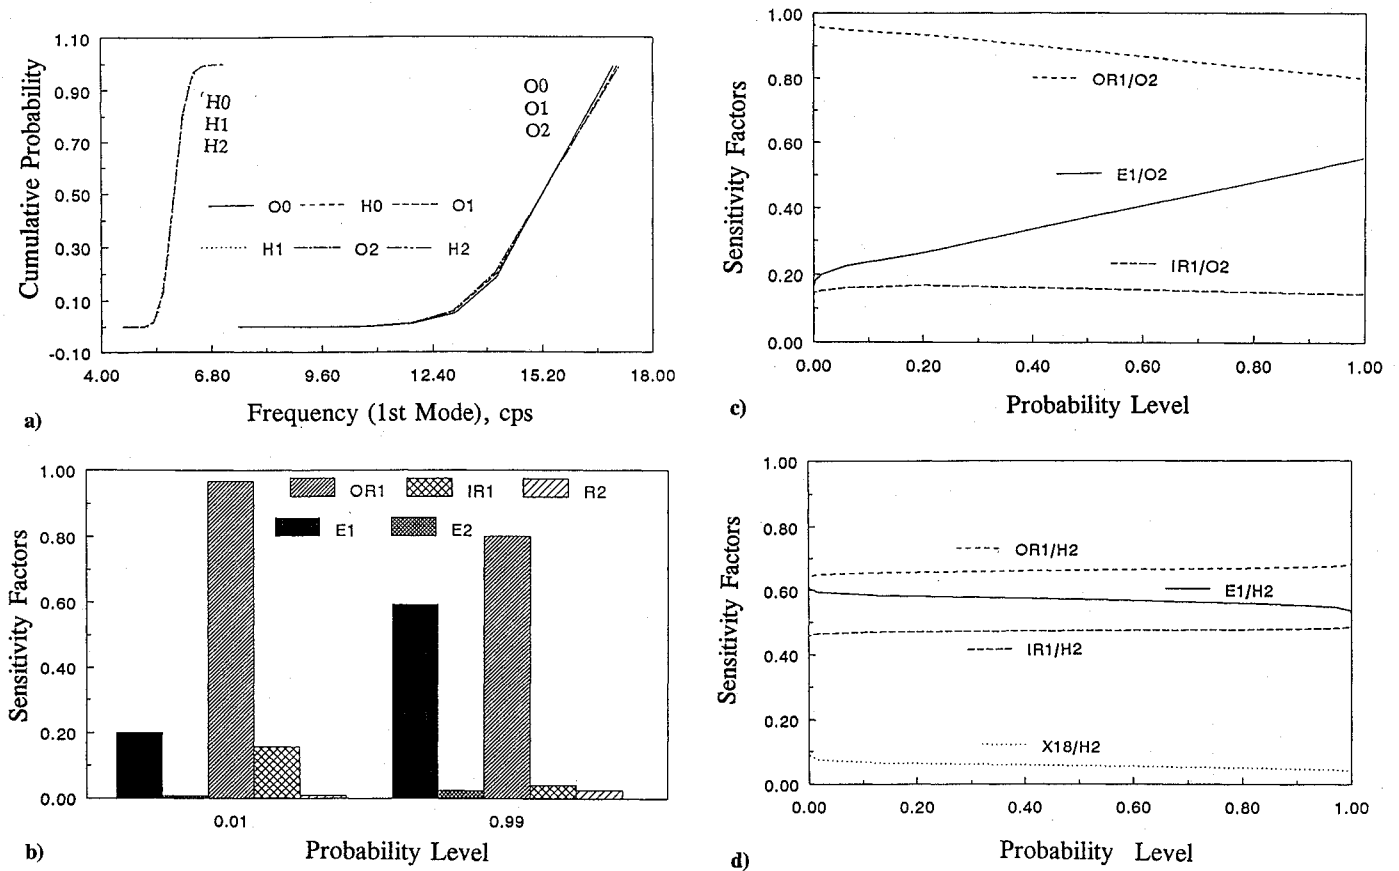 1.10
0.90
0.70
0.50
0.30
0.10
-0.10
Cumulative Probability
H0
H1
H2
O0
O1
O2
O0 H0 O1
H1 O2 H2
4.00 6.80 9.60 12.40 15.20 18.00
Frequency (1st Mode), cps
a)
1.00
0.80
0.60
0.40
0.20
0.00
Sensitivity Factors
OR1 IR1 R2
E1 E2
0.01 0.99
Probability Level
b)
1.00
0.80
0.60
0.40
0.20
0.00
Sensitivity Factors
OR1/O2
E1/O2
IR1/O2
0.00 0.20 0.40 0.60 0.80 1.00
Probability Level
c)
1.00
0.80
0.60
0.40
0.20
0.00
Sensitivity Factors
OR1/H2
E1/H2
IR1/H2
X18/H2
0.00 0.20 0.40 0.60 0.80 1.00
Probability Level
d)